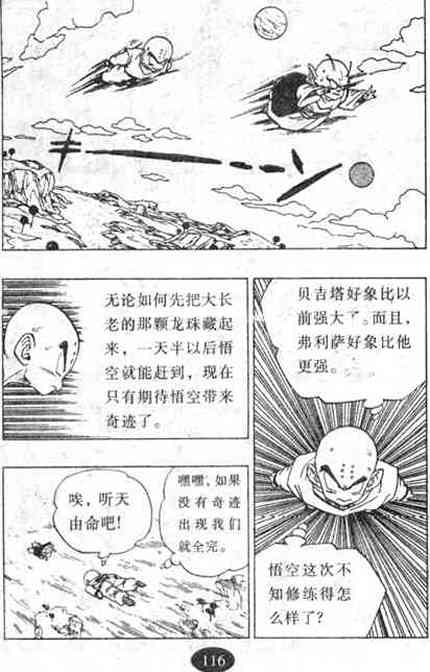 キーン
贝吉塔好象比以
前强大了。而且，
弗利萨好象比他
更强。
悟空这次不
知修练得怎
么样了？
无论如何先把大长
老的那颗龙珠藏起
来，一天半以后悟
空就能赶到，现在
只有期待悟空带来
奇迹了。
嘿嘿，如果
没有奇迹
出现我们
就全完。
唉，听天
由命吧！
116